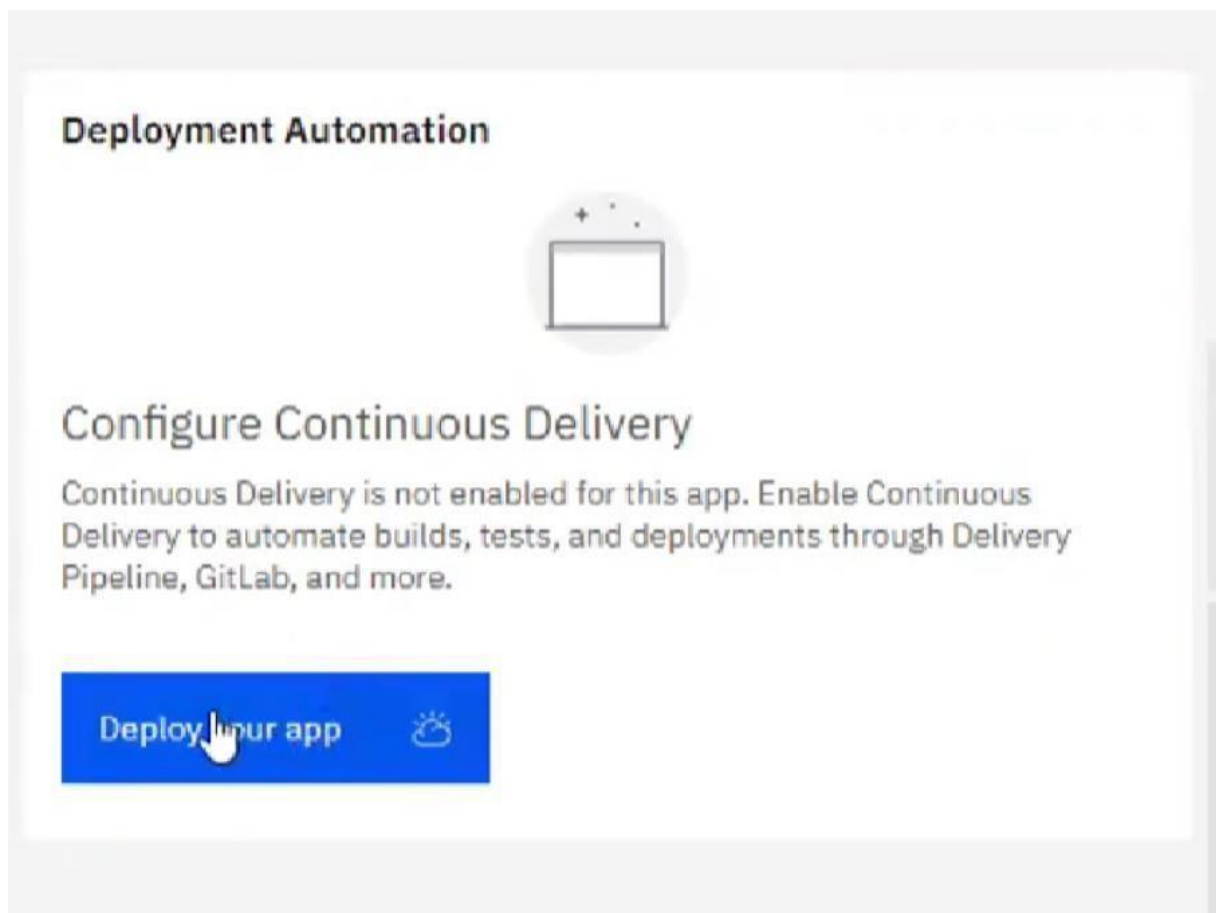 Deployment Automation
Configure Continuous Delivery
Continuous Delivery is not enabled for this app. Enable Continuous
Delivery to automate builds, tests, and deployments through Delivery
Pipeline, GitLab, and more.
Deploy your app